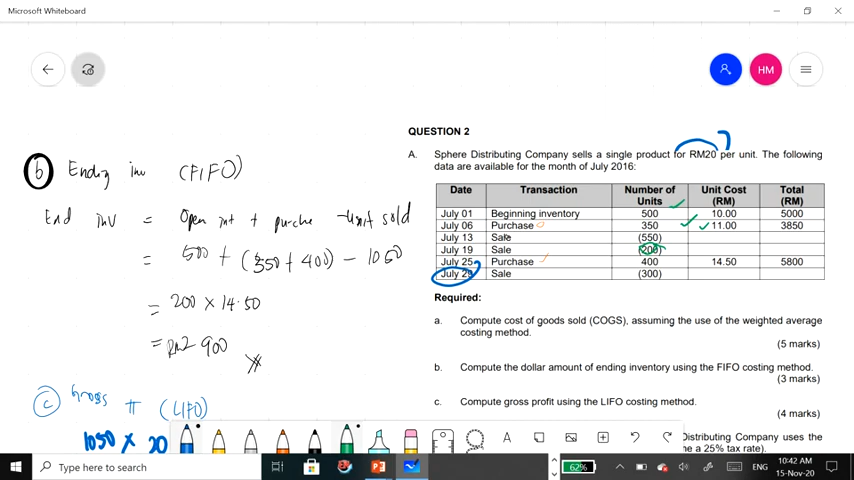 Microsoft Whiteboard
HM
QUESTION 2
A. Sphere Distributing Company sells a single product for RM20 per unit. The following
data are available for the month of July 2016:
Date Transaction Number of Units Unit Cost (RM) Total (RM)
July 01 Beginning inventory 500 10.00 5000
July 06 Purchase 350 11.00 3850
July 13 Sale (550)
July 19 Sale (200)
July 25 Purchase 400 14.50 5800
July 29 Sale (300)
Required:
a. Compute cost of goods sold (COGS), assuming the use of the weighted average
costing method.
(5 marks)
b. Compute the dollar amount of ending inventory using the FIFO costing method.
(3 marks)
c. Compute gross profit using the LIFO costing method.
(4 marks)
Distributing Company uses the
ne a 25% tax rate).
b Ending inv (FIFO)
End inv = Open int + purche - unit sold
= 500 + (350 + 400) - 1050
= 200 x 14.50
= RM2 900
c Gross π (LIFO)
1050 x 20
Type here to search
62%
ENG
10:42 AM
15-Nov-20